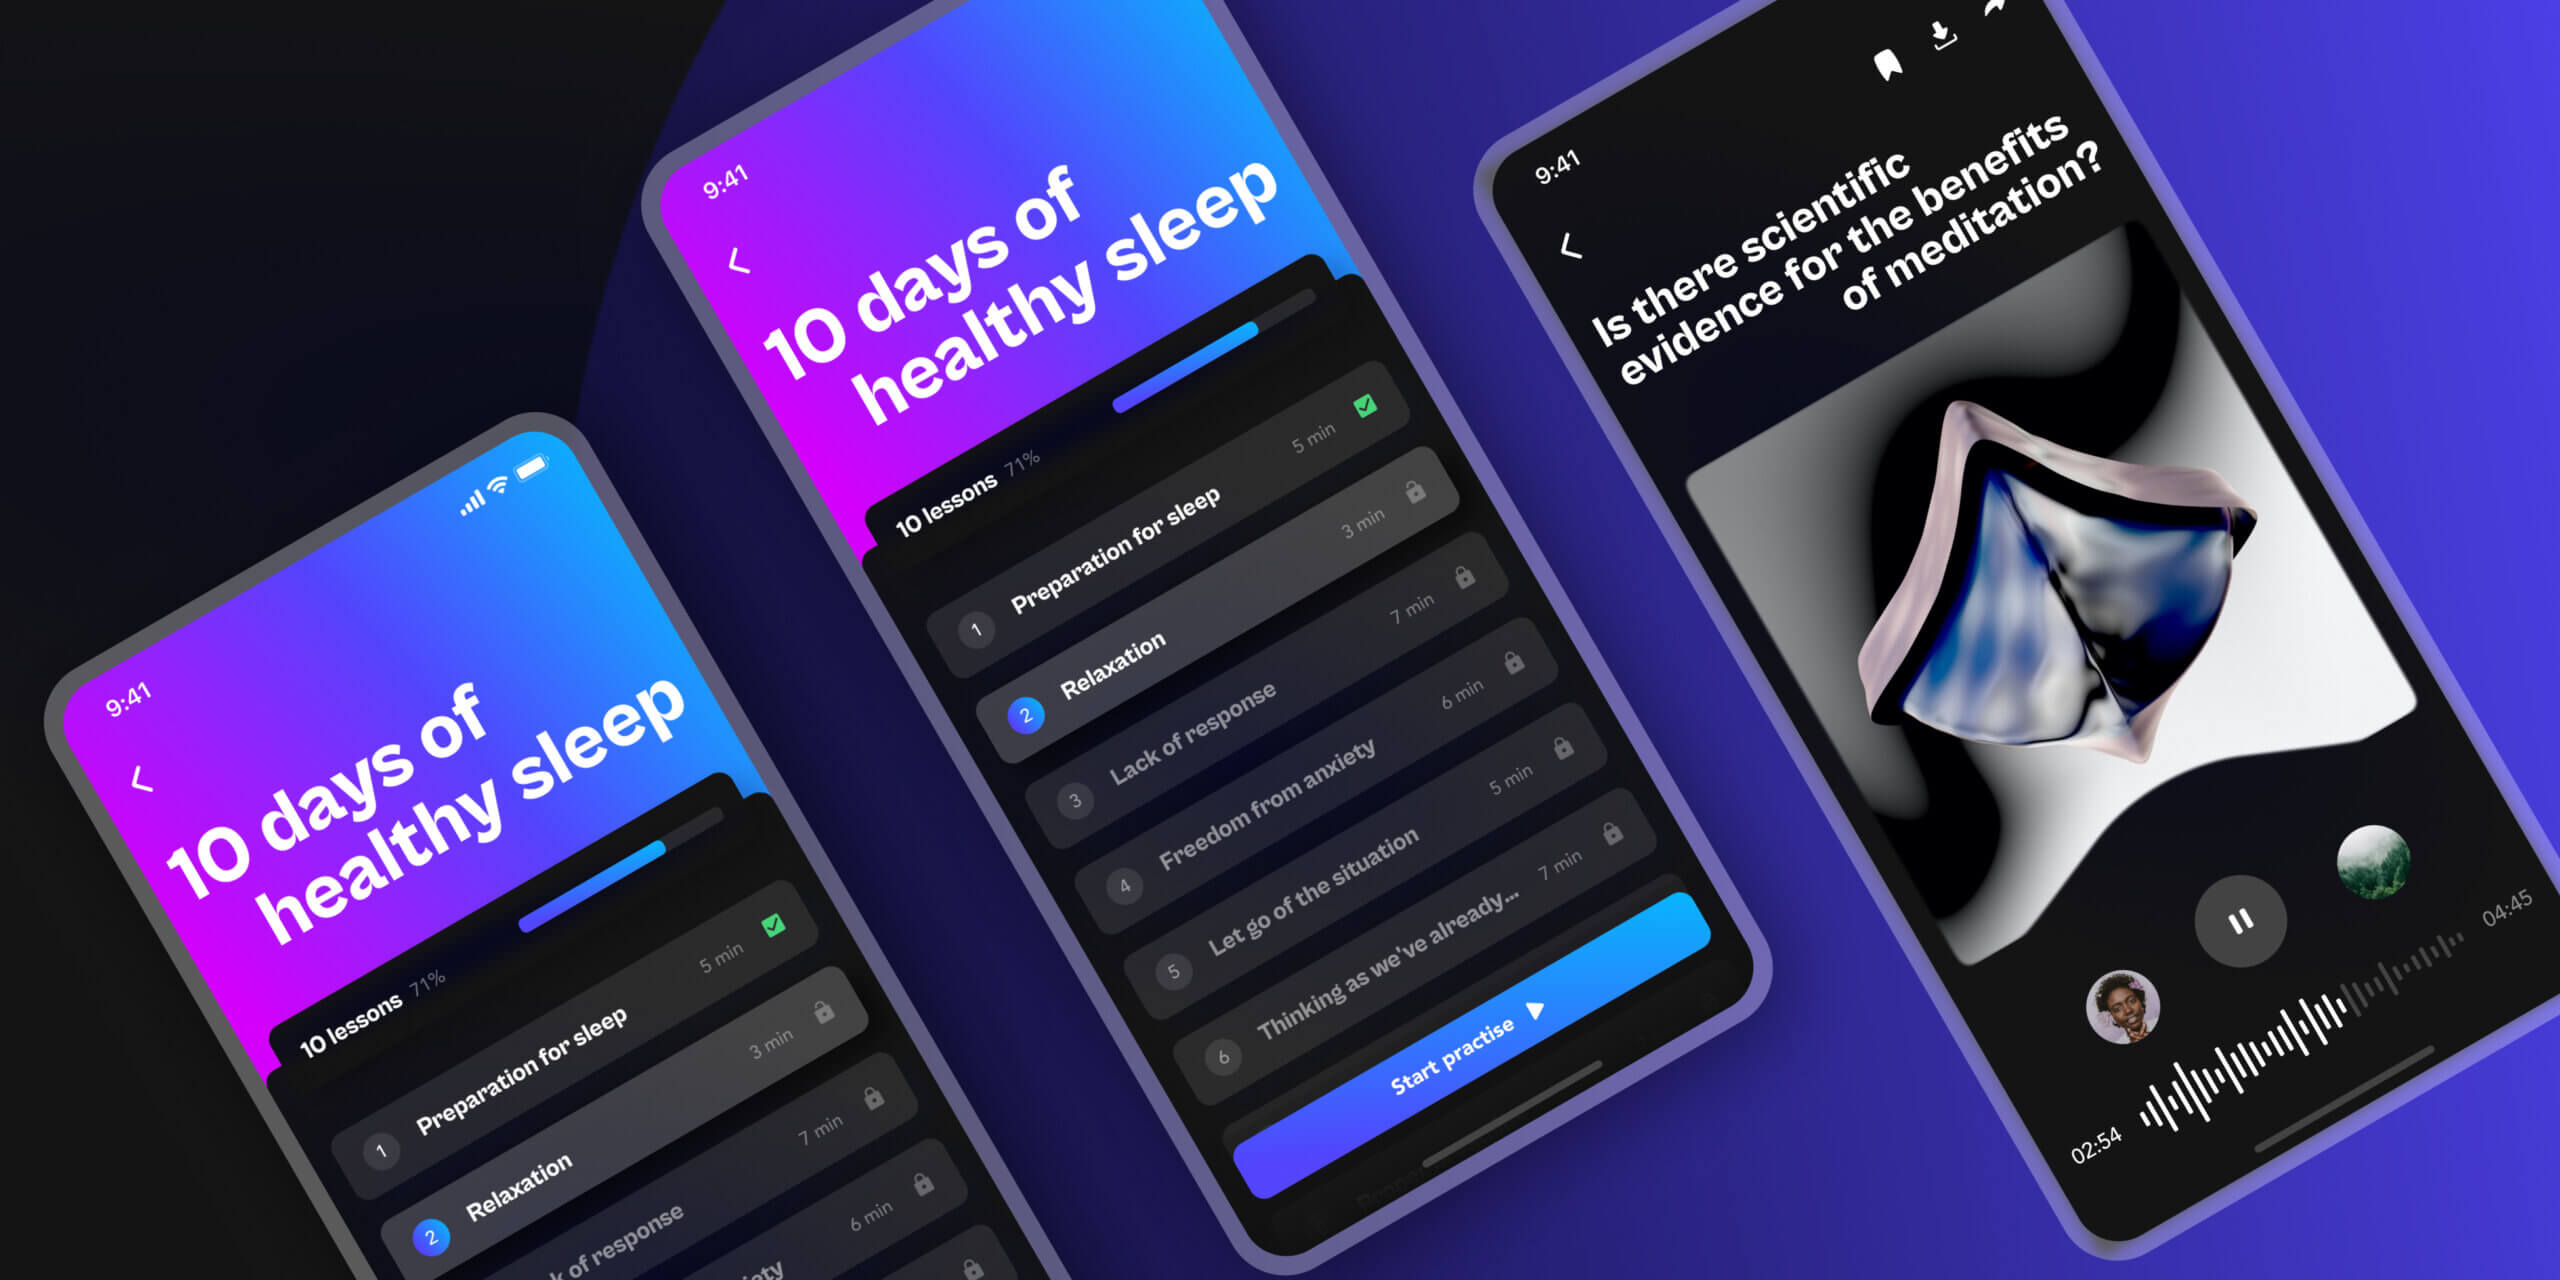 9:41
10 days of
healthy sleep
10 lessons 71%
1 Preparation for sleep 5 min
2 Relaxation 3 min
k of response 7 min
iety 6 min
9:41
10 days of
healthy sleep
10 lessons 71%
1 Preparation for sleep 5 min
2 Relaxation 3 min
3 Lack of response 7 min
4 Freedom from anxiety 6 min
5 Let go of the situation 5 min
6 Thinking as we've already... 7 min
Start practise
9:41
Is there scientific
evidence for the benefits
of meditation?
02:54 04:45